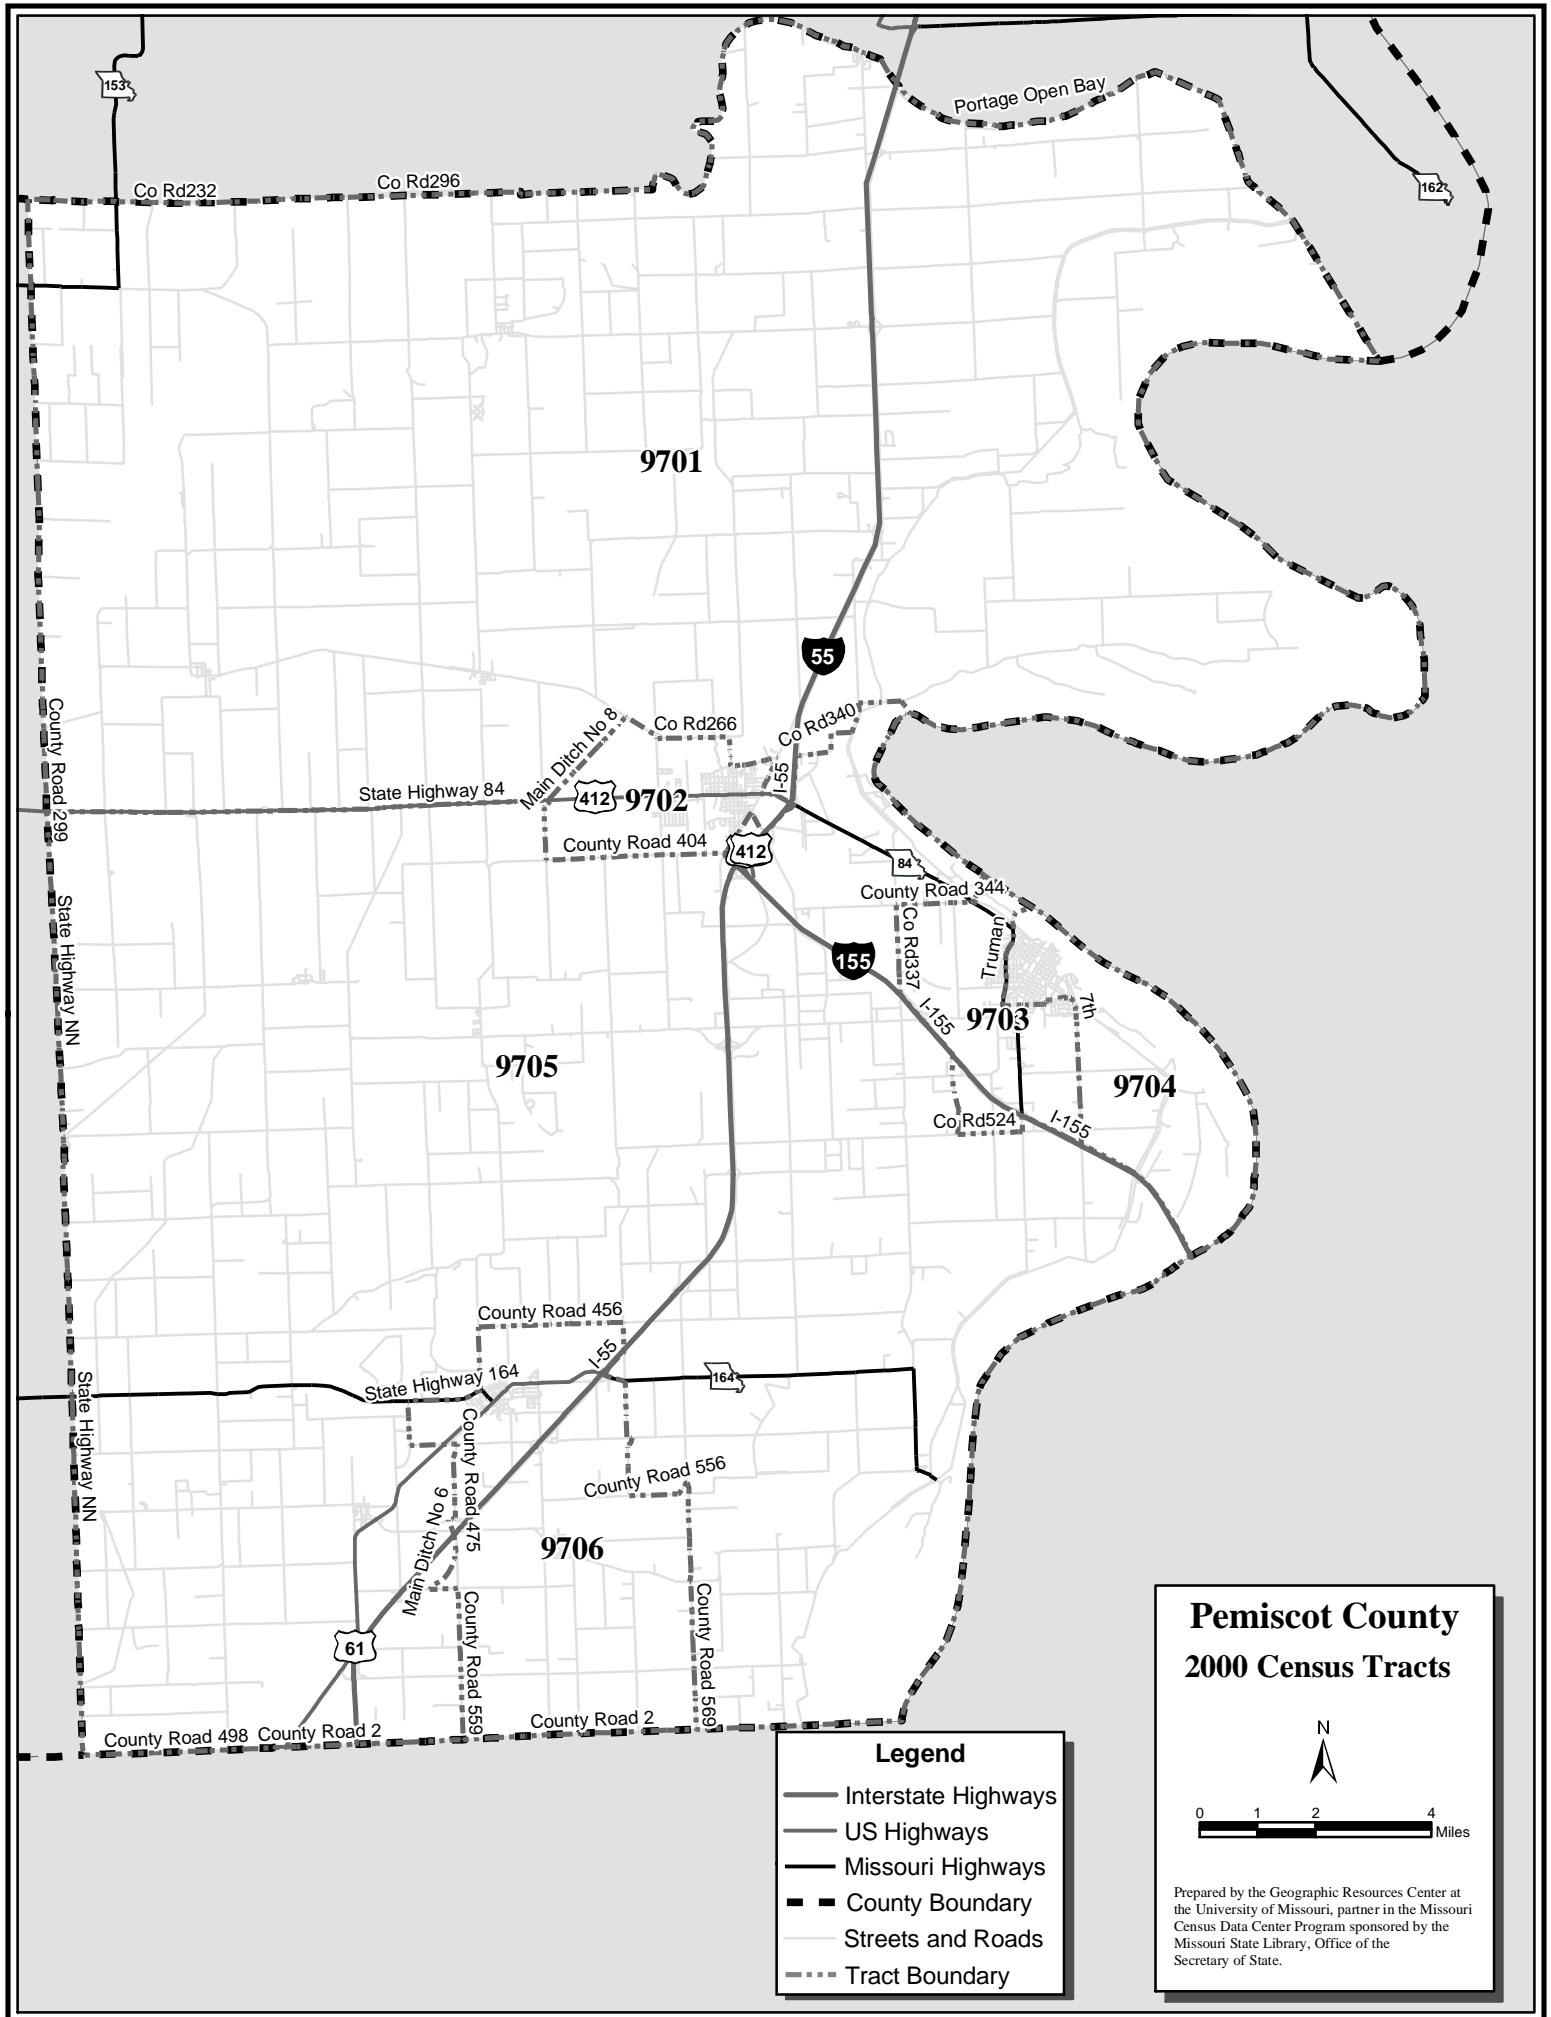 153
Portage Open Bay
162
Co Rd232
Co Rd296
9701
55
County Road 299
Main Ditch No 8
Co Rd266
Co Rd340
I-55
State Highway 84
412
9702
County Road 404
412
84
County Road 344
State Highway NN
Co Rd337
Truman
155
I-155
9703
7th
9705
9704
Co Rd524
I-155
County Road 456
I-55
State Highway 164
164
State Highway NN
County Road 475
County Road 556
Main Ditch No 6
9706
County Road 559
County Road 569
61
County Road 498
County Road 2
County Road 2
Pemiscot County
2000 Census Tracts
N
0 1 2 4
Miles
Prepared by the Geographic Resources Center at
the University of Missouri, partner in the Missouri
Census Data Center Program sponsored by the
Missouri State Library, Office of the
Secretary of State.
Legend
Interstate Highways
US Highways
Missouri Highways
County Boundary
Streets and Roads
Tract Boundary